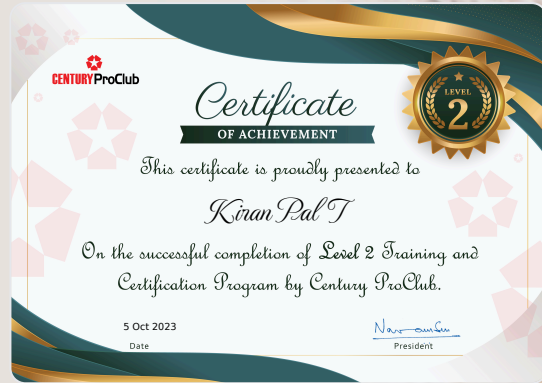 CENTURY ProClub
Certificate
OF ACHIEVEMENT
LEVEL
2
This certificate is proudly presented to
Kiran Pal T
On the successful completion of Level 2 Training and
Certification Program by Century ProClub.
5 Oct 2023
Date
President